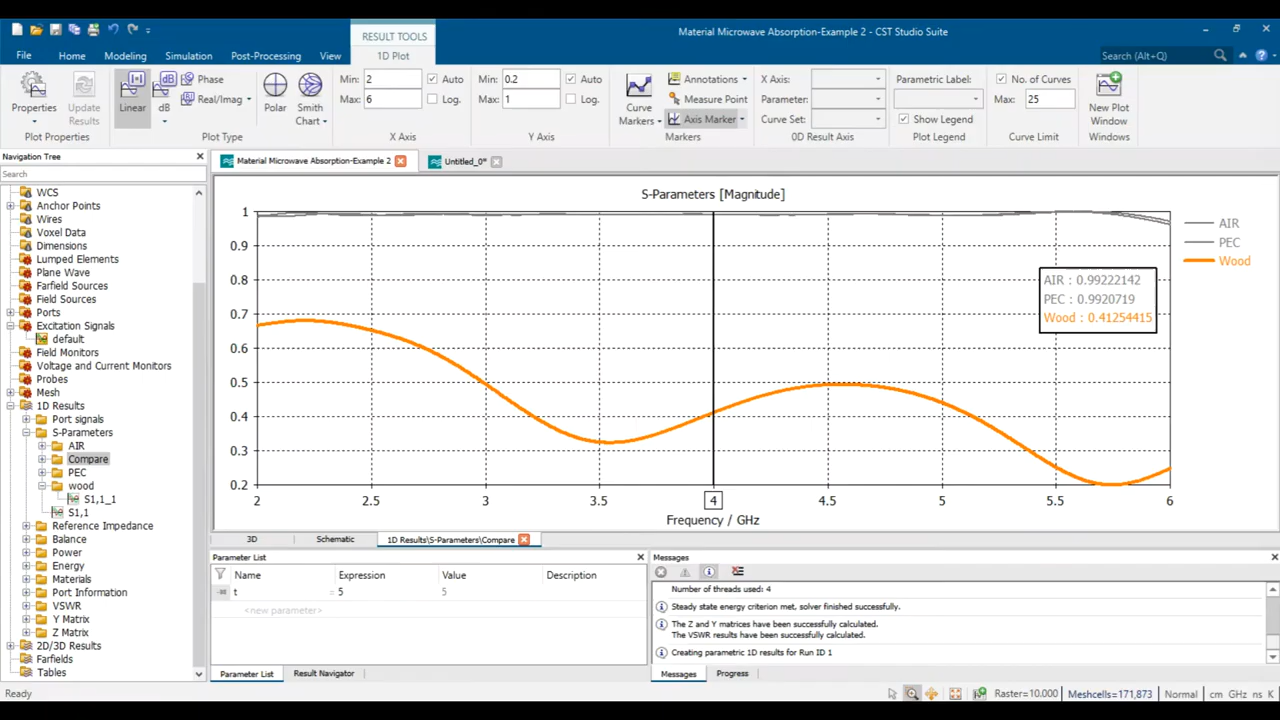 RESULT TOOLS
Material Microwave Absorption-Example 2 - CST Studio Suite
File Home Modeling Simulation Post-Processing View 1D Plot Search (Alt+Q)
Properties
Update
Results
Plot Properties
Linear
dB
Phase
Real/Imag
Polar
Smith
Chart
Plot Type
Min: 2 Auto
Max: 6 Log.
X Axis
Min: 0.2 Auto
Max: 1 Log.
Y Axis
Curve
Markers
Annotations
Measure Point
Axis Marker
Markers
X Axis:
Parameter:
Curve Set:
0D Result Axis
Parametric Label:
Show Legend
Plot Legend
No. of Curves
Max: 25
Curve Limit
New Plot
Window
Windows
Navigation Tree
Search
WCS
Anchor Points
Wires
Voxel Data
Dimensions
Lumped Elements
Plane Wave
Farfield Sources
Field Sources
Ports
Excitation Signals
default
Field Monitors
Voltage and Current Monitors
Probes
Mesh
1D Results
Port signals
S-Parameters
AIR
Compare
PEC
wood
S1,1_1
S1,1
Reference Impedance
Balance
Power
Energy
Materials
Port Information
VSWR
Y Matrix
Z Matrix
2D/3D Results
Farfields
Tables
Material Microwave Absorption-Example 2
Untitled_0*
S-Parameters [Magnitude]
1
0.9
0.8
0.7
0.6
0.5
0.4
0.3
0.2
2 2.5 3 3.5 4 4.5 5 5.5 6
Frequency / GHz
AIR
PEC
Wood
AIR : 0.99222142
PEC : 0.9920719
Wood : 0.41254415
3D Schematic 1D Results\S-Parameters\Compare
Parameter List
Name Expression Value Description
t = 5 5
<new parameter>
Parameter List Result Navigator
Messages
Number of threads used: 4
Steady state energy criterion met, solver finished successfully.
The Z and Y matrices have been successfully calculated.
The VSWR results have been successfully calculated.
Creating parametric 1D results for Run ID 1
Messages Progress
Ready
Raster=10.000 Meshcells=171,873 Normal cm GHz ns K